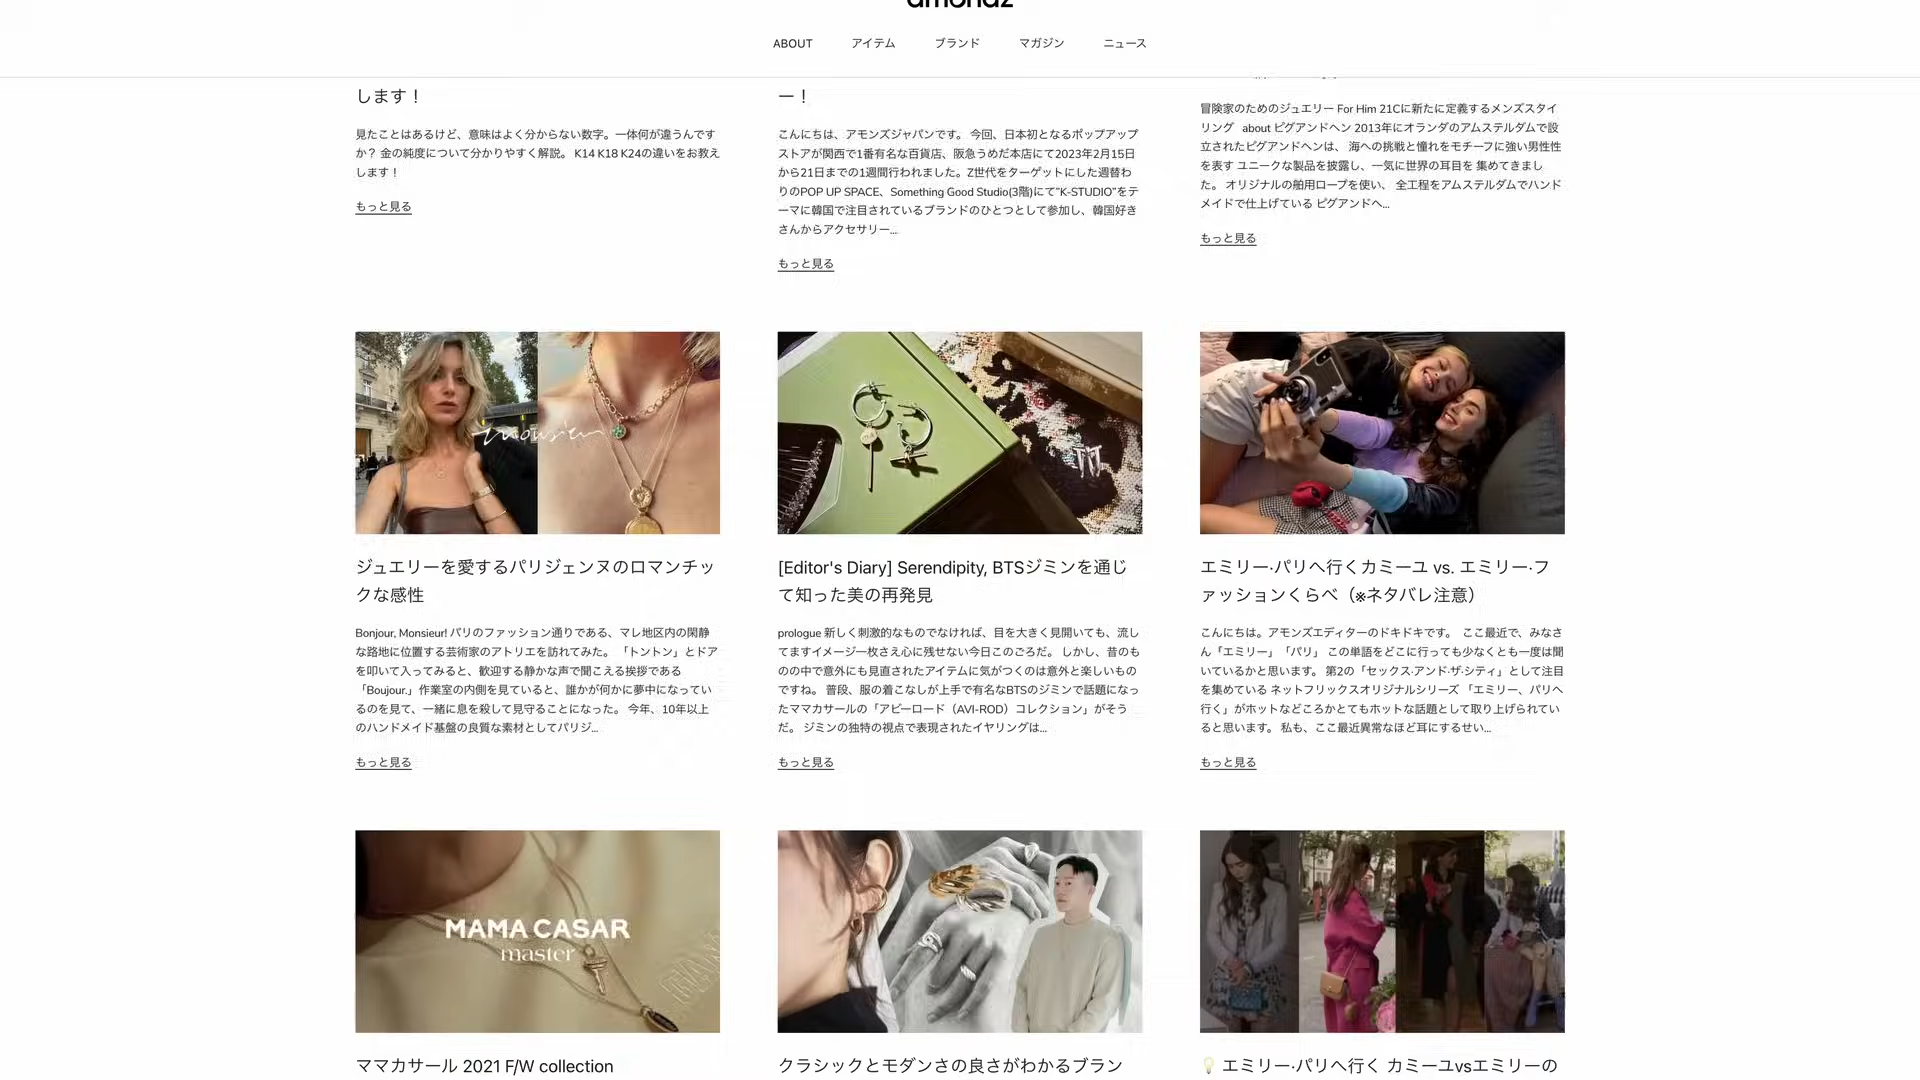 amondz
ABOUT
アイテム
ブランド
マガジン
ニュース
します！
見たことはあるけど、意味はよく分からない数字。一体何が違うんです
か？ 金の純度について分かりやすく解説。 K14 K18 K24の違いをお教え
します！
もっと見る
ー！
こんにちは、アモンズジャパンです。 今回、日本初となるポップアップ
ストアが関西で1番有名な百貨店、阪急うめだ本店にて2023年2月15日
から21日までの1週間行われました。Z世代をターゲットにした週替わ
りのPOP UP SPACE、Something Good Studio(3階)にて"K-STUDIO"をテ
ーマに韓国で注目されているブランドのひとつとして参加し、韓国好き
さんからアクセサリー...
もっと見る
冒険家のためのジュエリー For Him 21Cに新たに定義するメンズスタイ
リング about ピグアンドヘン 2013年にオランダのアムステルダムで設
立されたピグアンドヘンは、 海への挑戦と憧れをモチーフに強い男性性
を表す ユニークな製品を披露し、一気に世界の耳目を 集めてきまし
た。 オリジナルの舶用ロープを使い、 全工程をアムステルダムでハンド
メイドで仕上げている ピグアンドヘ...
もっと見る
monsieur
ジュエリーを愛するパリジェンヌのロマンチッ
クな感性
Bonjour, Monsieur! パリのファッション通りである、マレ地区内の閑静
な路地に位置する芸術家のアトリエを訪れてみた。 「トントン」とドア
を叩いて入ってみると、歓迎する静かな声で聞こえる挨拶である
「Boujour.」作業室の内側を見ていると、誰かが何かに夢中になってい
るのを見て、一緒に息を殺して見守ることになった。 今年、10年以上
のハンドメイド基盤の良質な素材としてパリジ...
もっと見る
[Editor's Diary] Serendipity, BTSジミンを通じ
て知った美の再発見
prologue 新しく刺激的なものでなければ、目を大きく見開いても、流し
てますイメージ一枚さえ心に残せない今日このごろだ。 しかし、昔のも
のの中で意外にも見直されたアイテムに気がつくのは意外と楽しいもの
ですね。 普段、服の着こなしが上手で有名なBTSのジミンで話題になっ
たママカサールの「アビーロード（AVI-ROD）コレクション」がそう
だ。 ジミンの独特の視点で表現されたイヤリングは...
もっと見る
エミリー·パリへ行くカミーユ vs. エミリー·フ
ァッションくらべ（※ネタバレ注意）
こんにちは。アモンズエディターのドキドキです。 ここ最近で、みなさ
ん「エミリー」「パリ」 この単語をどこに行っても少なくとも一度は聞
いているかと思います。 第2の「セックス·アンド·ザ·シティ」として注目
を集めている ネットフリックスオリジナルシリーズ 「エミリー、パリへ
行く」がホットなどころかとてもホットな話題として取り上げられてい
ると思います。 私も、ここ最近異常なほど耳にするせい...
もっと見る
MAMA CASAR
master
ママカサール 2021 F/W collection
クラシックとモダンさの良さがわかるブラン
💡 エミリー·パリへ行く カミーユvsエミリーの